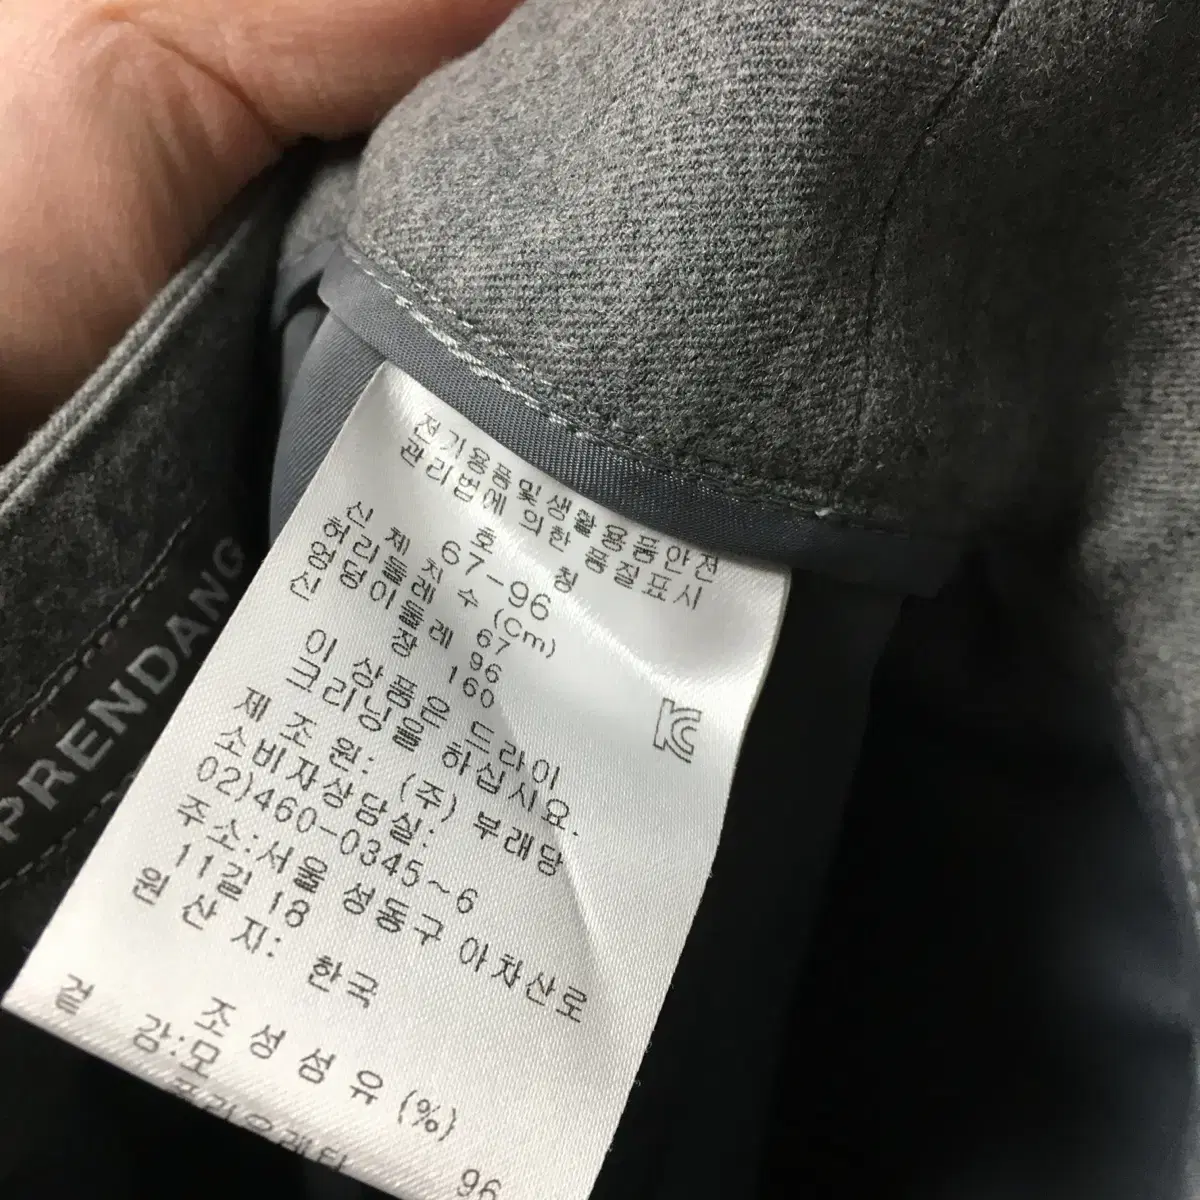 전기용품및생활용품안전
관리법에 의한 품질표시
호 칭
67-96
신 체 치 수 (Cm)
허리둘레 67
엉덩이둘레 96
신 장 160
이 상품은 드라이
크리닝을 하십시요.
제 조 원: (주) 부래당
소비자상담실:
02)460-0345~6
주소:서울 성동구 아차산로
11길 18
원 산 지: 한국
조 성 섬 유 (%)
겉 감:모 96
폴리우레탄
PRENDANG